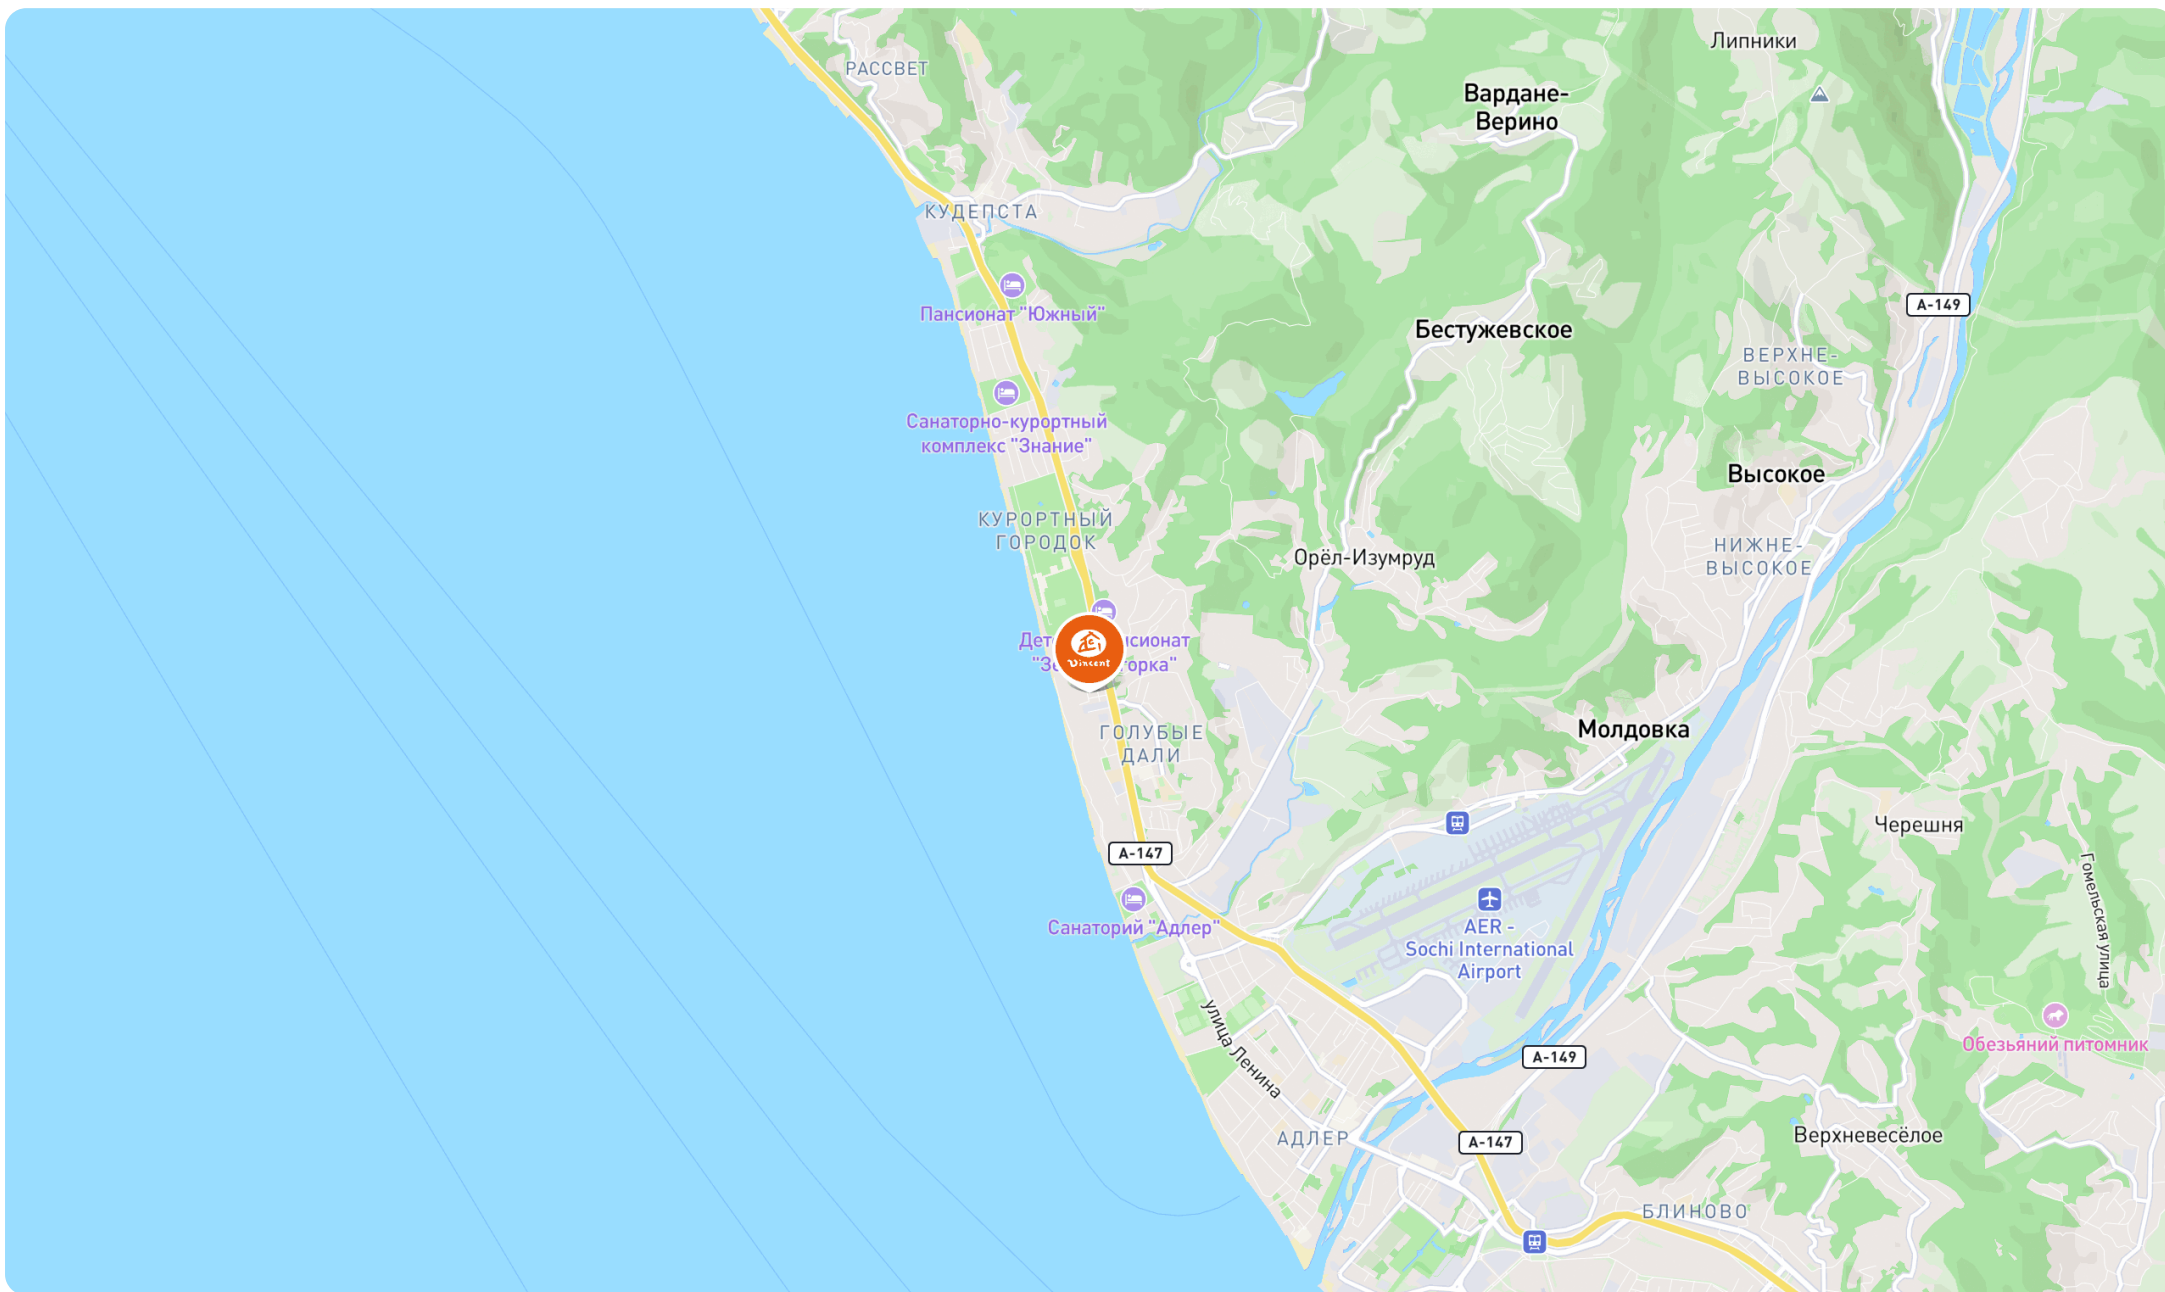 Липники
РАССВЕТ
Вардане-
Верино
КУДЕПСТА
А-149
Пансионат "Южный"
Бестужевское
ВЕРХНЕ-
ВЫСОКОЕ
Санаторно-курортный
комплекс "Знание"
Высокое
КУРОРТНЫЙ
ГОРОДОК
НИЖНЕ-
ВЫСОКОЕ
Орёл-Изумруд
Vincent
Молдовка
ГОЛУБЫЕ
ДАЛИ
Черешня
А-147
Гомельская улица
Санаторий "Адлер"
AER -
Sochi International
Airport
улица Ленина
Обезьяний питомник
А-149
АДЛЕР
А-147
Верхневесёлое
БЛИНОВО